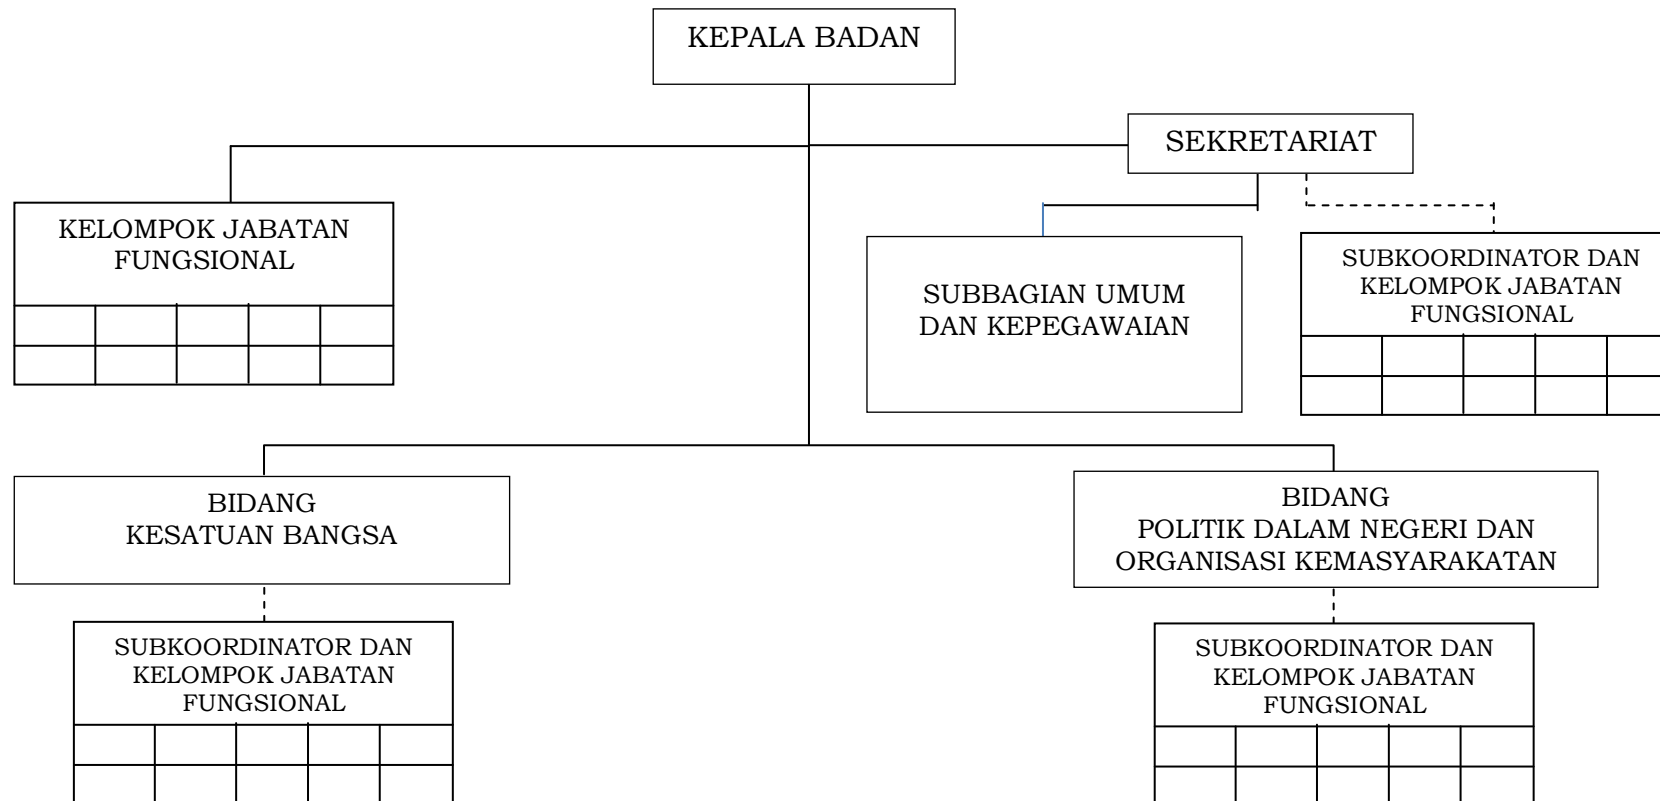 KEPALA BADAN
SEKRETARIAT
KELOMPOK JABATAN
FUNGSIONAL
SUBBAGIAN UMUM
DAN KEPEGAWAIAN
SUBKOORDINATOR DAN
KELOMPOK JABATAN
FUNGSIONAL
BIDANG
KESATUAN BANGSA
BIDANG
POLITIK DALAM NEGERI DAN
ORGANISASI KEMASYARAKATAN
SUBKOORDINATOR DAN
KELOMPOK JABATAN
FUNGSIONAL
SUBKOORDINATOR DAN
KELOMPOK JABATAN
FUNGSIONAL